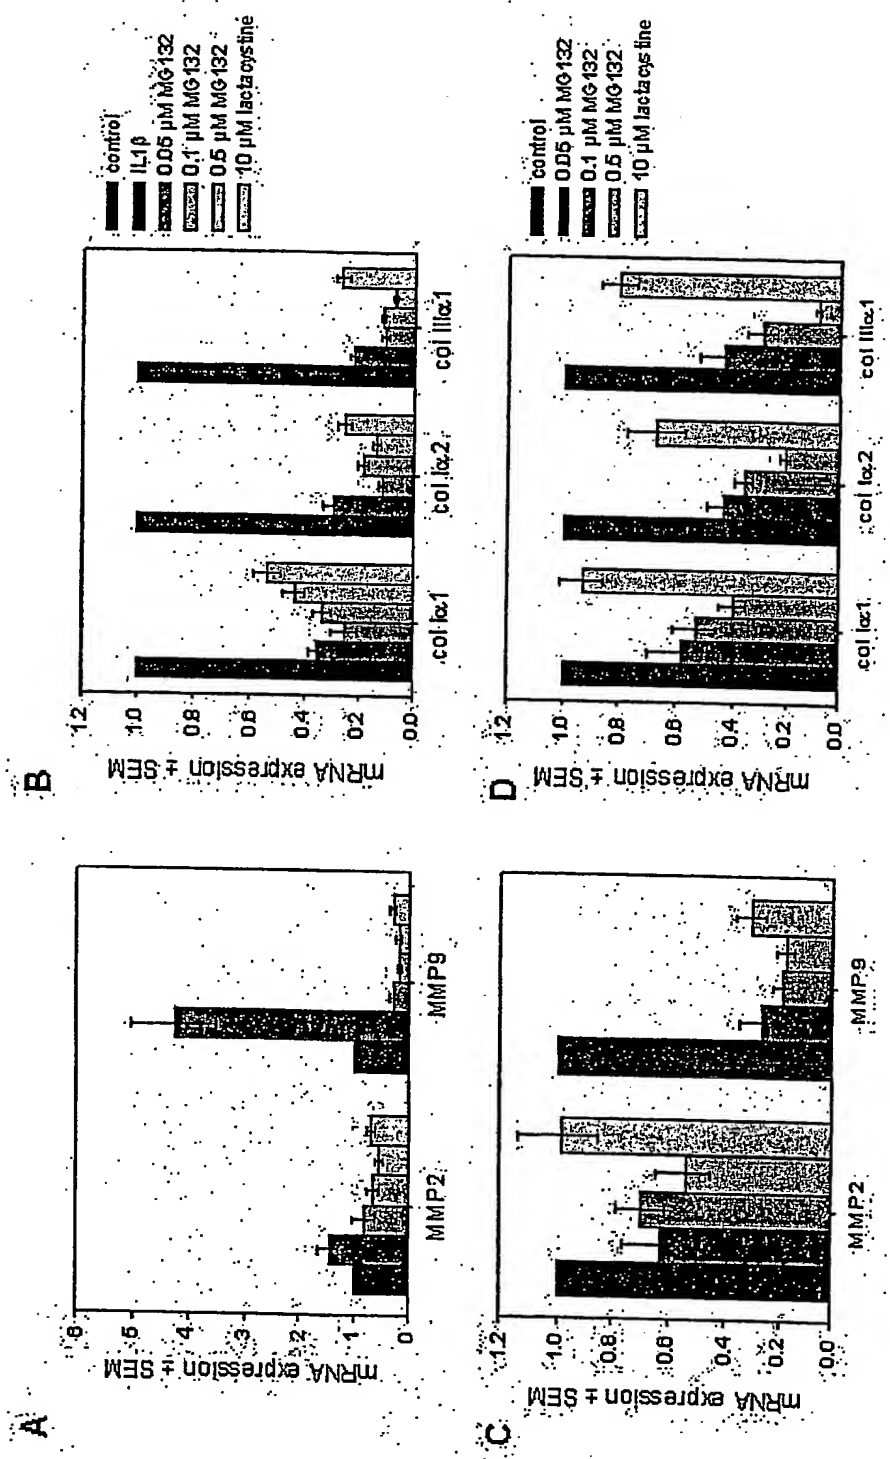 A
mRNA expression ± SEM
6
5
4
3
2
1
0
MMP2
MMP9
B
mRNA expression ± SEM
1.2
1.0
0.8
0.6
0.4
0.2
0.0
col Iα1
col Iα2
col IIIα1
control
IL1β
0.05 µM MG132
0.1 µM MG132
0.5 µM MG132
10 µM lactacystine
C
mRNA expression ± SEM
1.2
1.0
0.8
0.6
0.4
0.2
0.0
MMP2
MMP9
D
mRNA expression ± SEM
1.2
1.0
0.8
0.6
0.4
0.2
0.0
col Iα1
col Iα2
col IIIα1
control
0.05 µM MG132
0.1 µM MG132
0.5 µM MG132
10 µM lactacystine